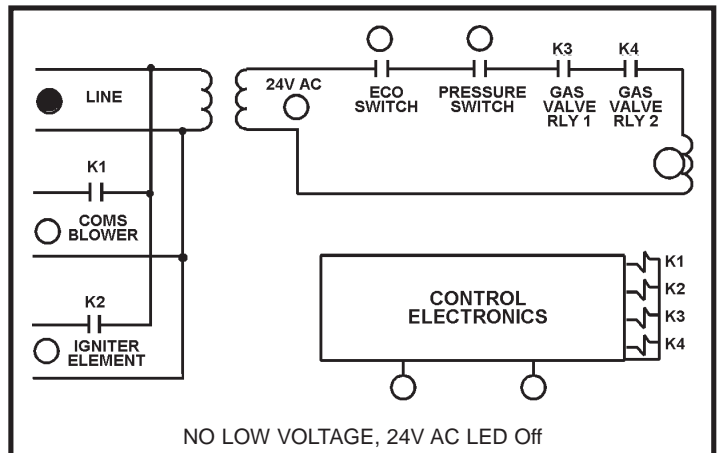 LINE
24V AC
ECO
SWITCH
PRESSURE
SWITCH
K3
GAS
VALVE
RLY 1
K4
GAS
VALVE
RLY 2
K1
COMS
BLOWER
K2
IGNITER
ELEMENT
CONTROL
ELECTRONICS
K1
K2
K3
K4
NO LOW VOLTAGE, 24V AC LED Off